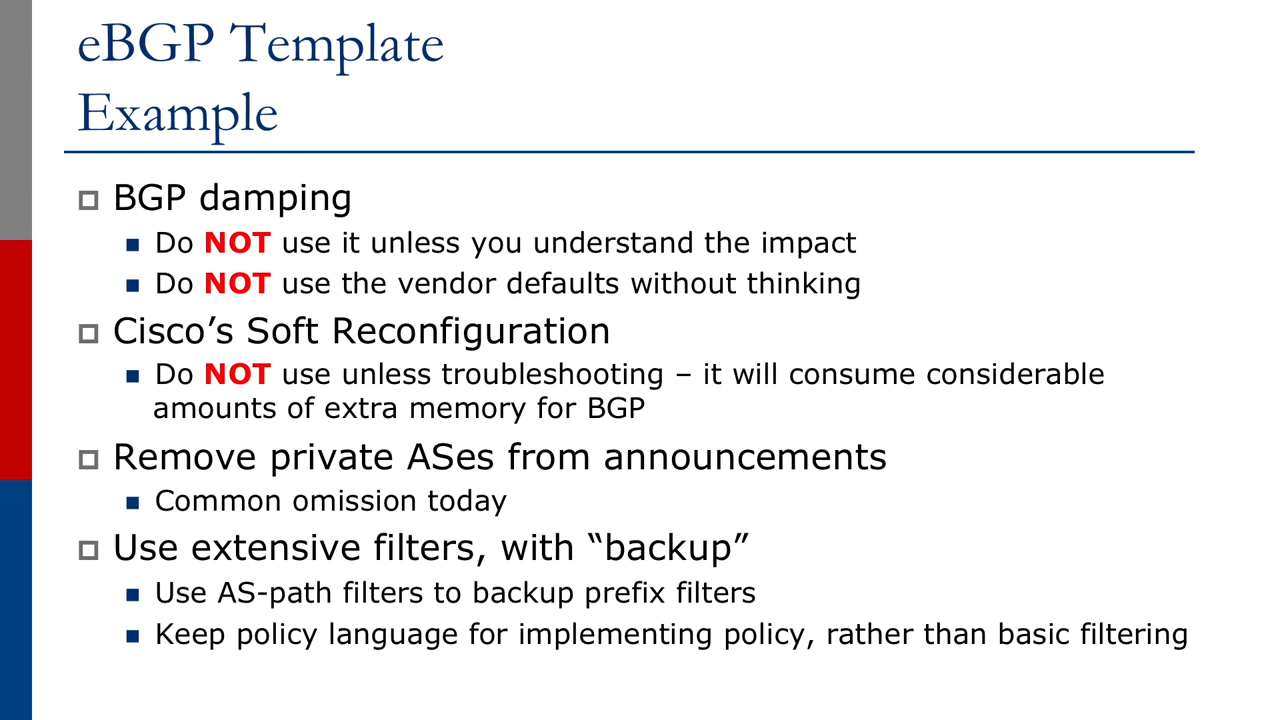 eBGP Template
Example
BGP damping
Do NOT use it unless you understand the impact
Do NOT use the vendor defaults without thinking
Cisco’s Soft Reconfiguration
Do NOT use unless troubleshooting – it will consume considerable
amounts of extra memory for BGP
Remove private ASes from announcements
Common omission today
Use extensive filters, with “backup”
Use AS-path filters to backup prefix filters
Keep policy language for implementing policy, rather than basic filtering